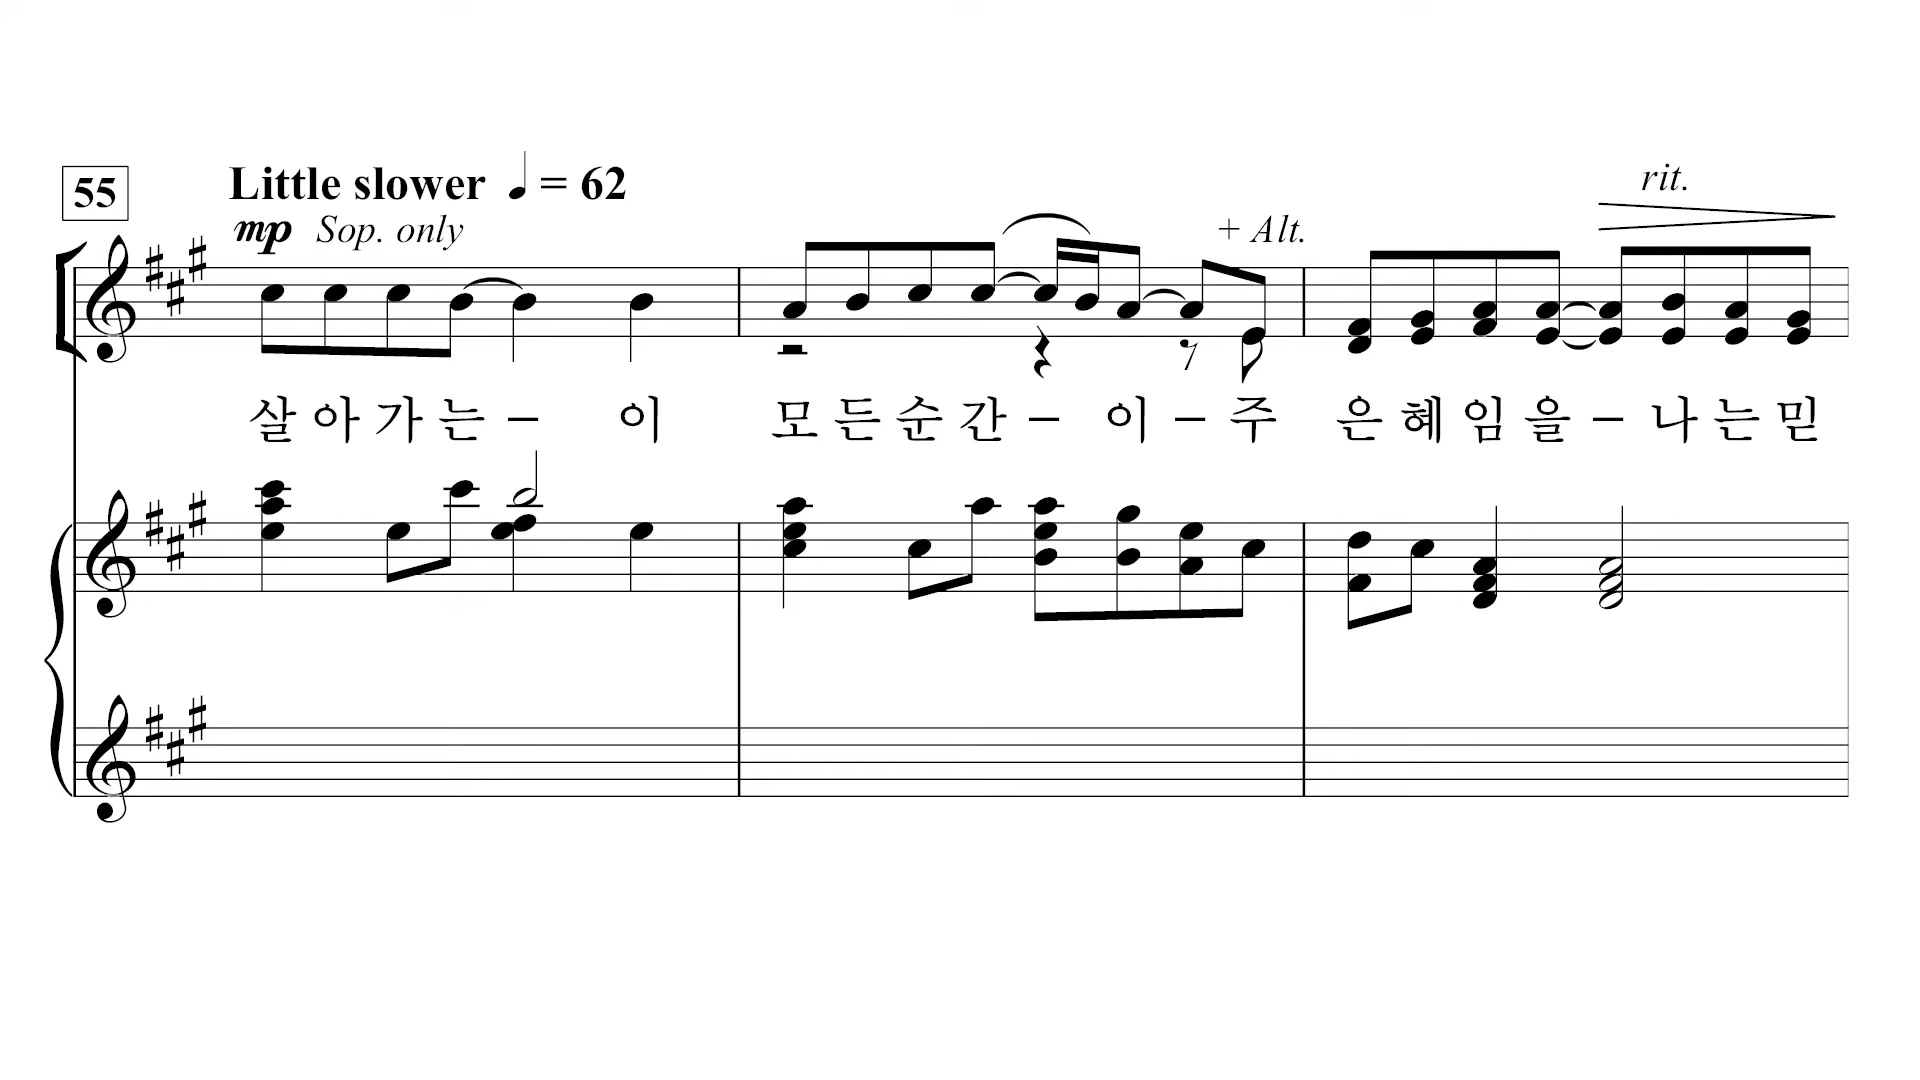 55 Little slower ♩ = 62 rit.
mp Sop. only + Alt.
살 아 가 는 – 이 모 든 순 간 – 이 – 주 은 혜 임 을 – 나 는 믿